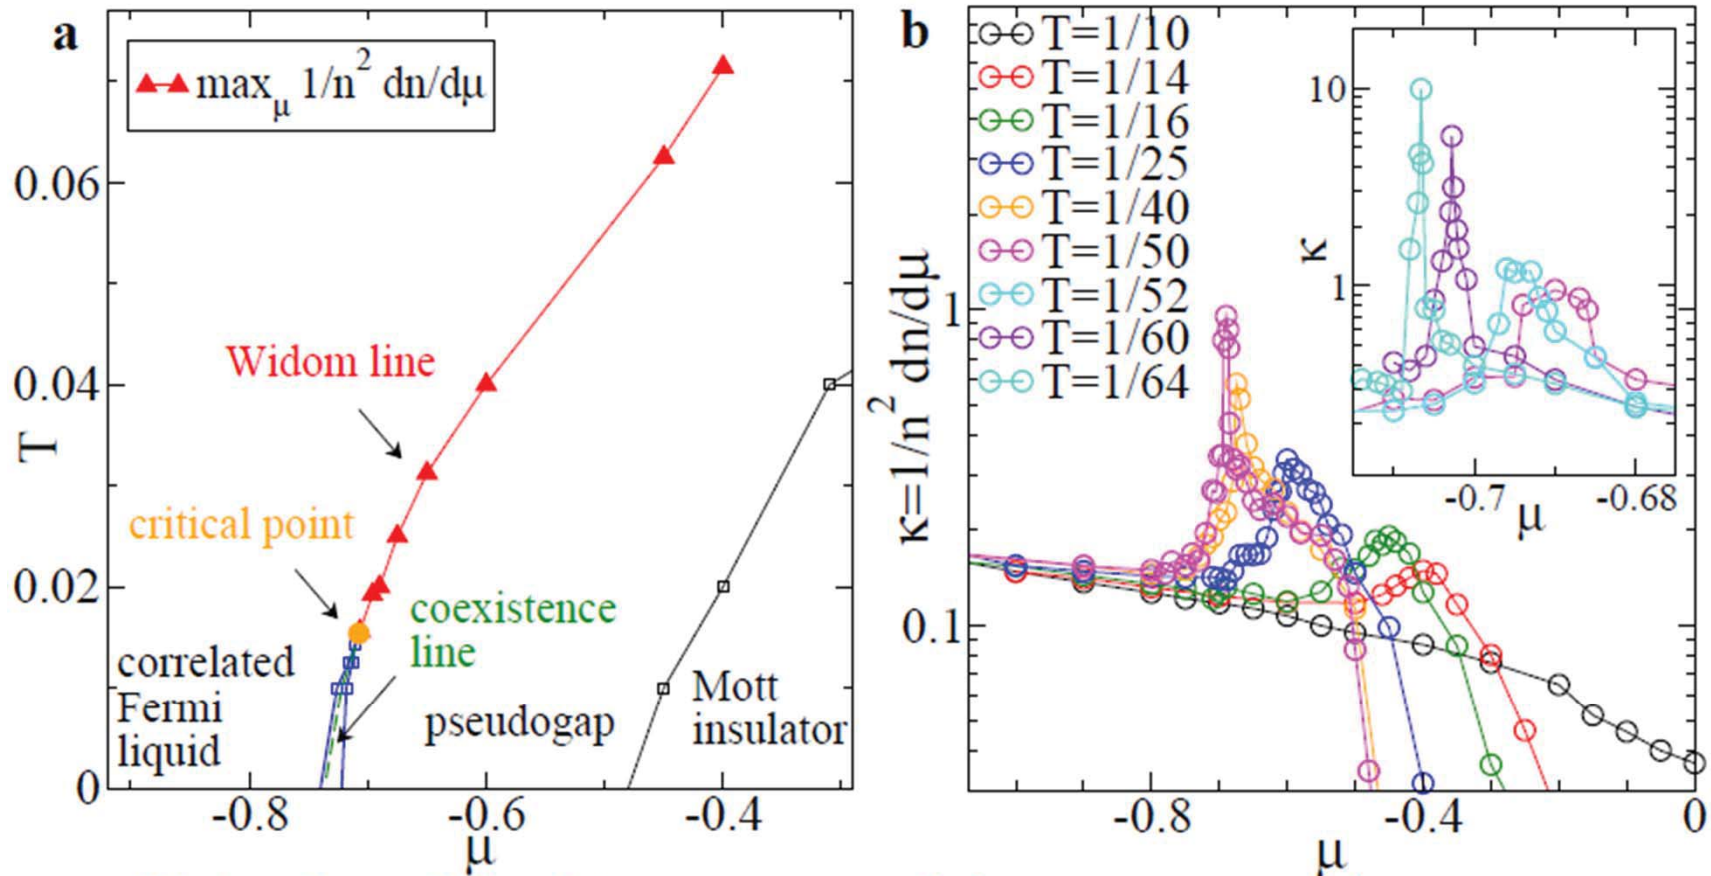 a
max_μ 1/n² dn/dμ
0.06
0.04
0.02
0
T
Widom line
critical point
coexistence
line
correlated
Fermi
liquid
pseudogap
Mott
insulator
-0.8
-0.6
-0.4
μ
b
T=1/10
T=1/14
T=1/16
T=1/25
T=1/40
T=1/50
T=1/52
T=1/60
T=1/64
κ=1/n² dn/dμ
1
0.1
-0.8
-0.4
0
μ
10
1
κ
-0.7
-0.68
μ